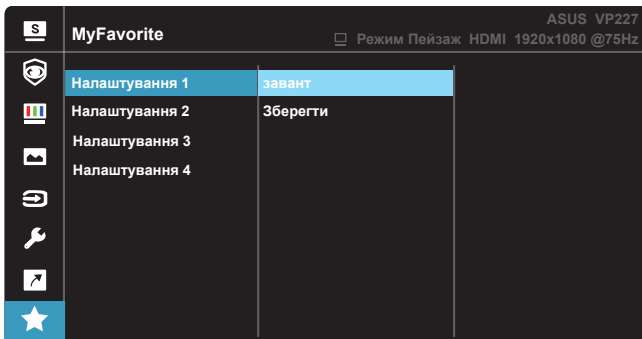 S
ASUS VP227
MyFavorite
Режим Пейзаж HDMI 1920x1080 @75Hz
Налаштування 1
завант
Налаштування 2
Зберегти
Налаштування 3
Налаштування 4